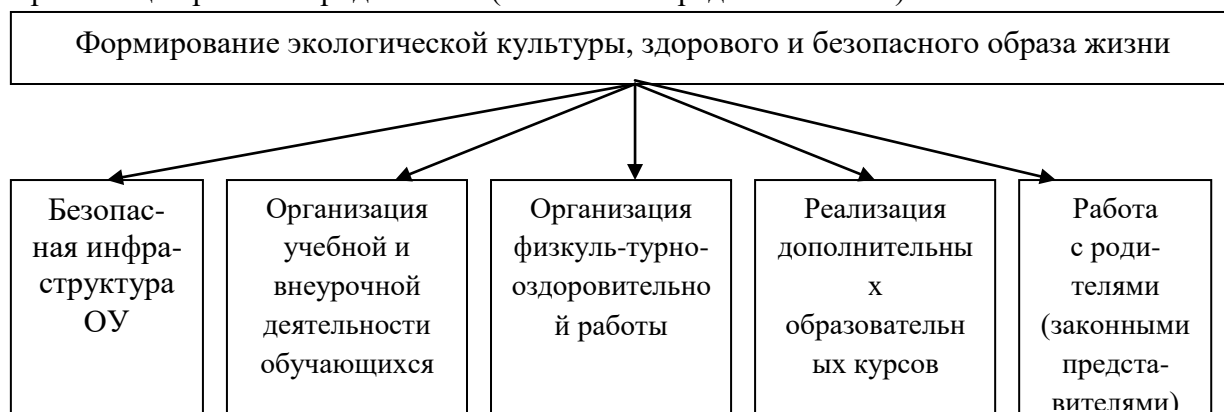 Формирование экологической культуры, здорового и безопасного образа жизни
Безопас-
ная инфра-
структура
ОУ
Организация
учебной и
внеурочной
деятельности
обучающихся
Организация
физкуль-турно-
оздоровительно
й работы
Реализация
дополнительны
х
образовательн
ых курсов
Работа
с роди-
телями
(законными
предста-
вителями)